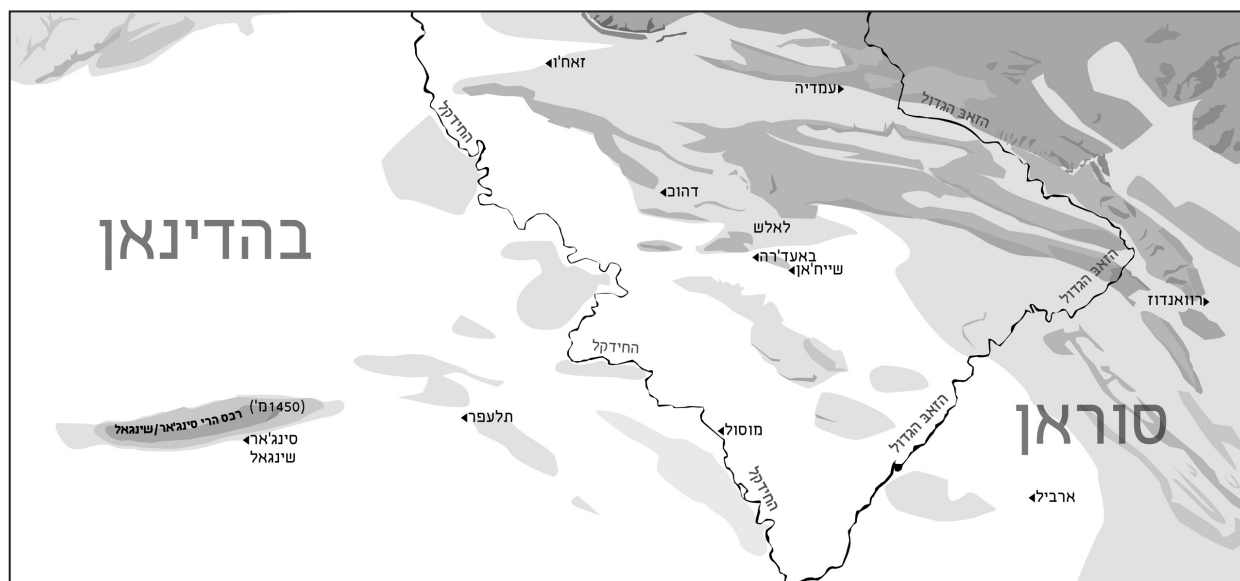 זאח'ו
עמדיה
הזאב הגדול
החידקל
דהוכ
לאלש
באעד'רה
שייח'אן
בהדינאן
הזאב הגדול
רוואנדוז
החידקל
(1450מ')
רכס הרי סינג'אר/שינגאל
סינג'אר
שינגאל
תלעפר
מוסול
הזאב הגדול
סוראן
החידקל
ארביל